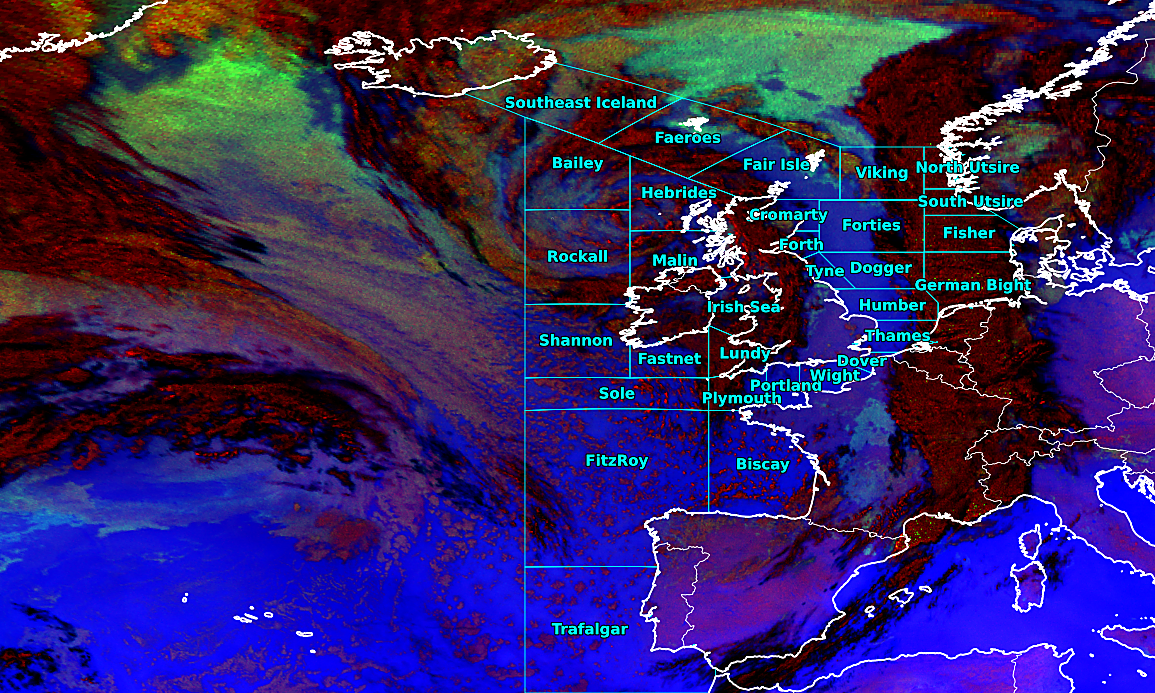 Southeast Iceland
Faeroes
Bailey
Fair Isle
Viking
North Utsire
Hebrides
South Utsire
Cromarty
Forties
Fisher
Forth
Rockall
Malin
Tyne
Dogger
German Bight
Irish Sea
Humber
Shannon
Thames
Fastnet
Lundy
Dover
Wight
Portland
Sole
Plymouth
FitzRoy
Biscay
Trafalgar